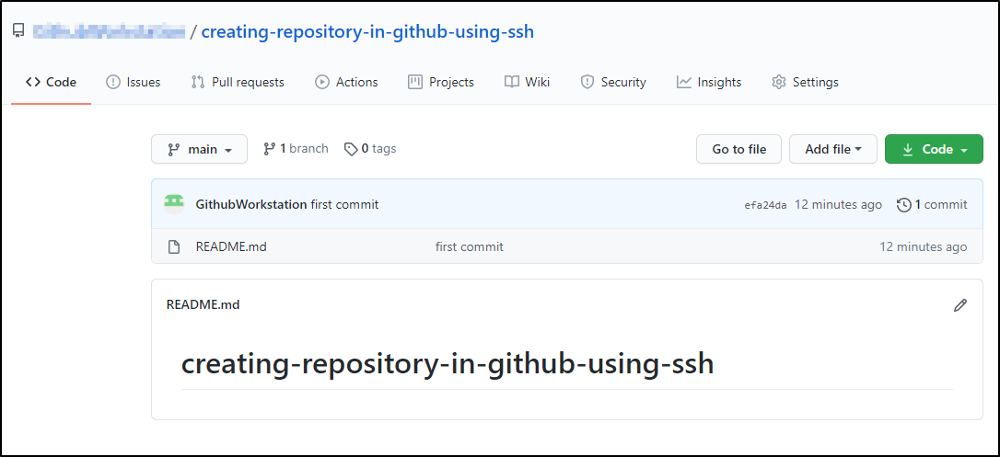 / creating-repository-in-github-using-ssh
Code Issues Pull requests Actions Projects Wiki Security Insights Settings
main 1 branch 0 tags Go to file Add file Code
GithubWorkstation first commit efa24da 12 minutes ago 1 commit
README.md first commit 12 minutes ago
README.md
creating-repository-in-github-using-ssh